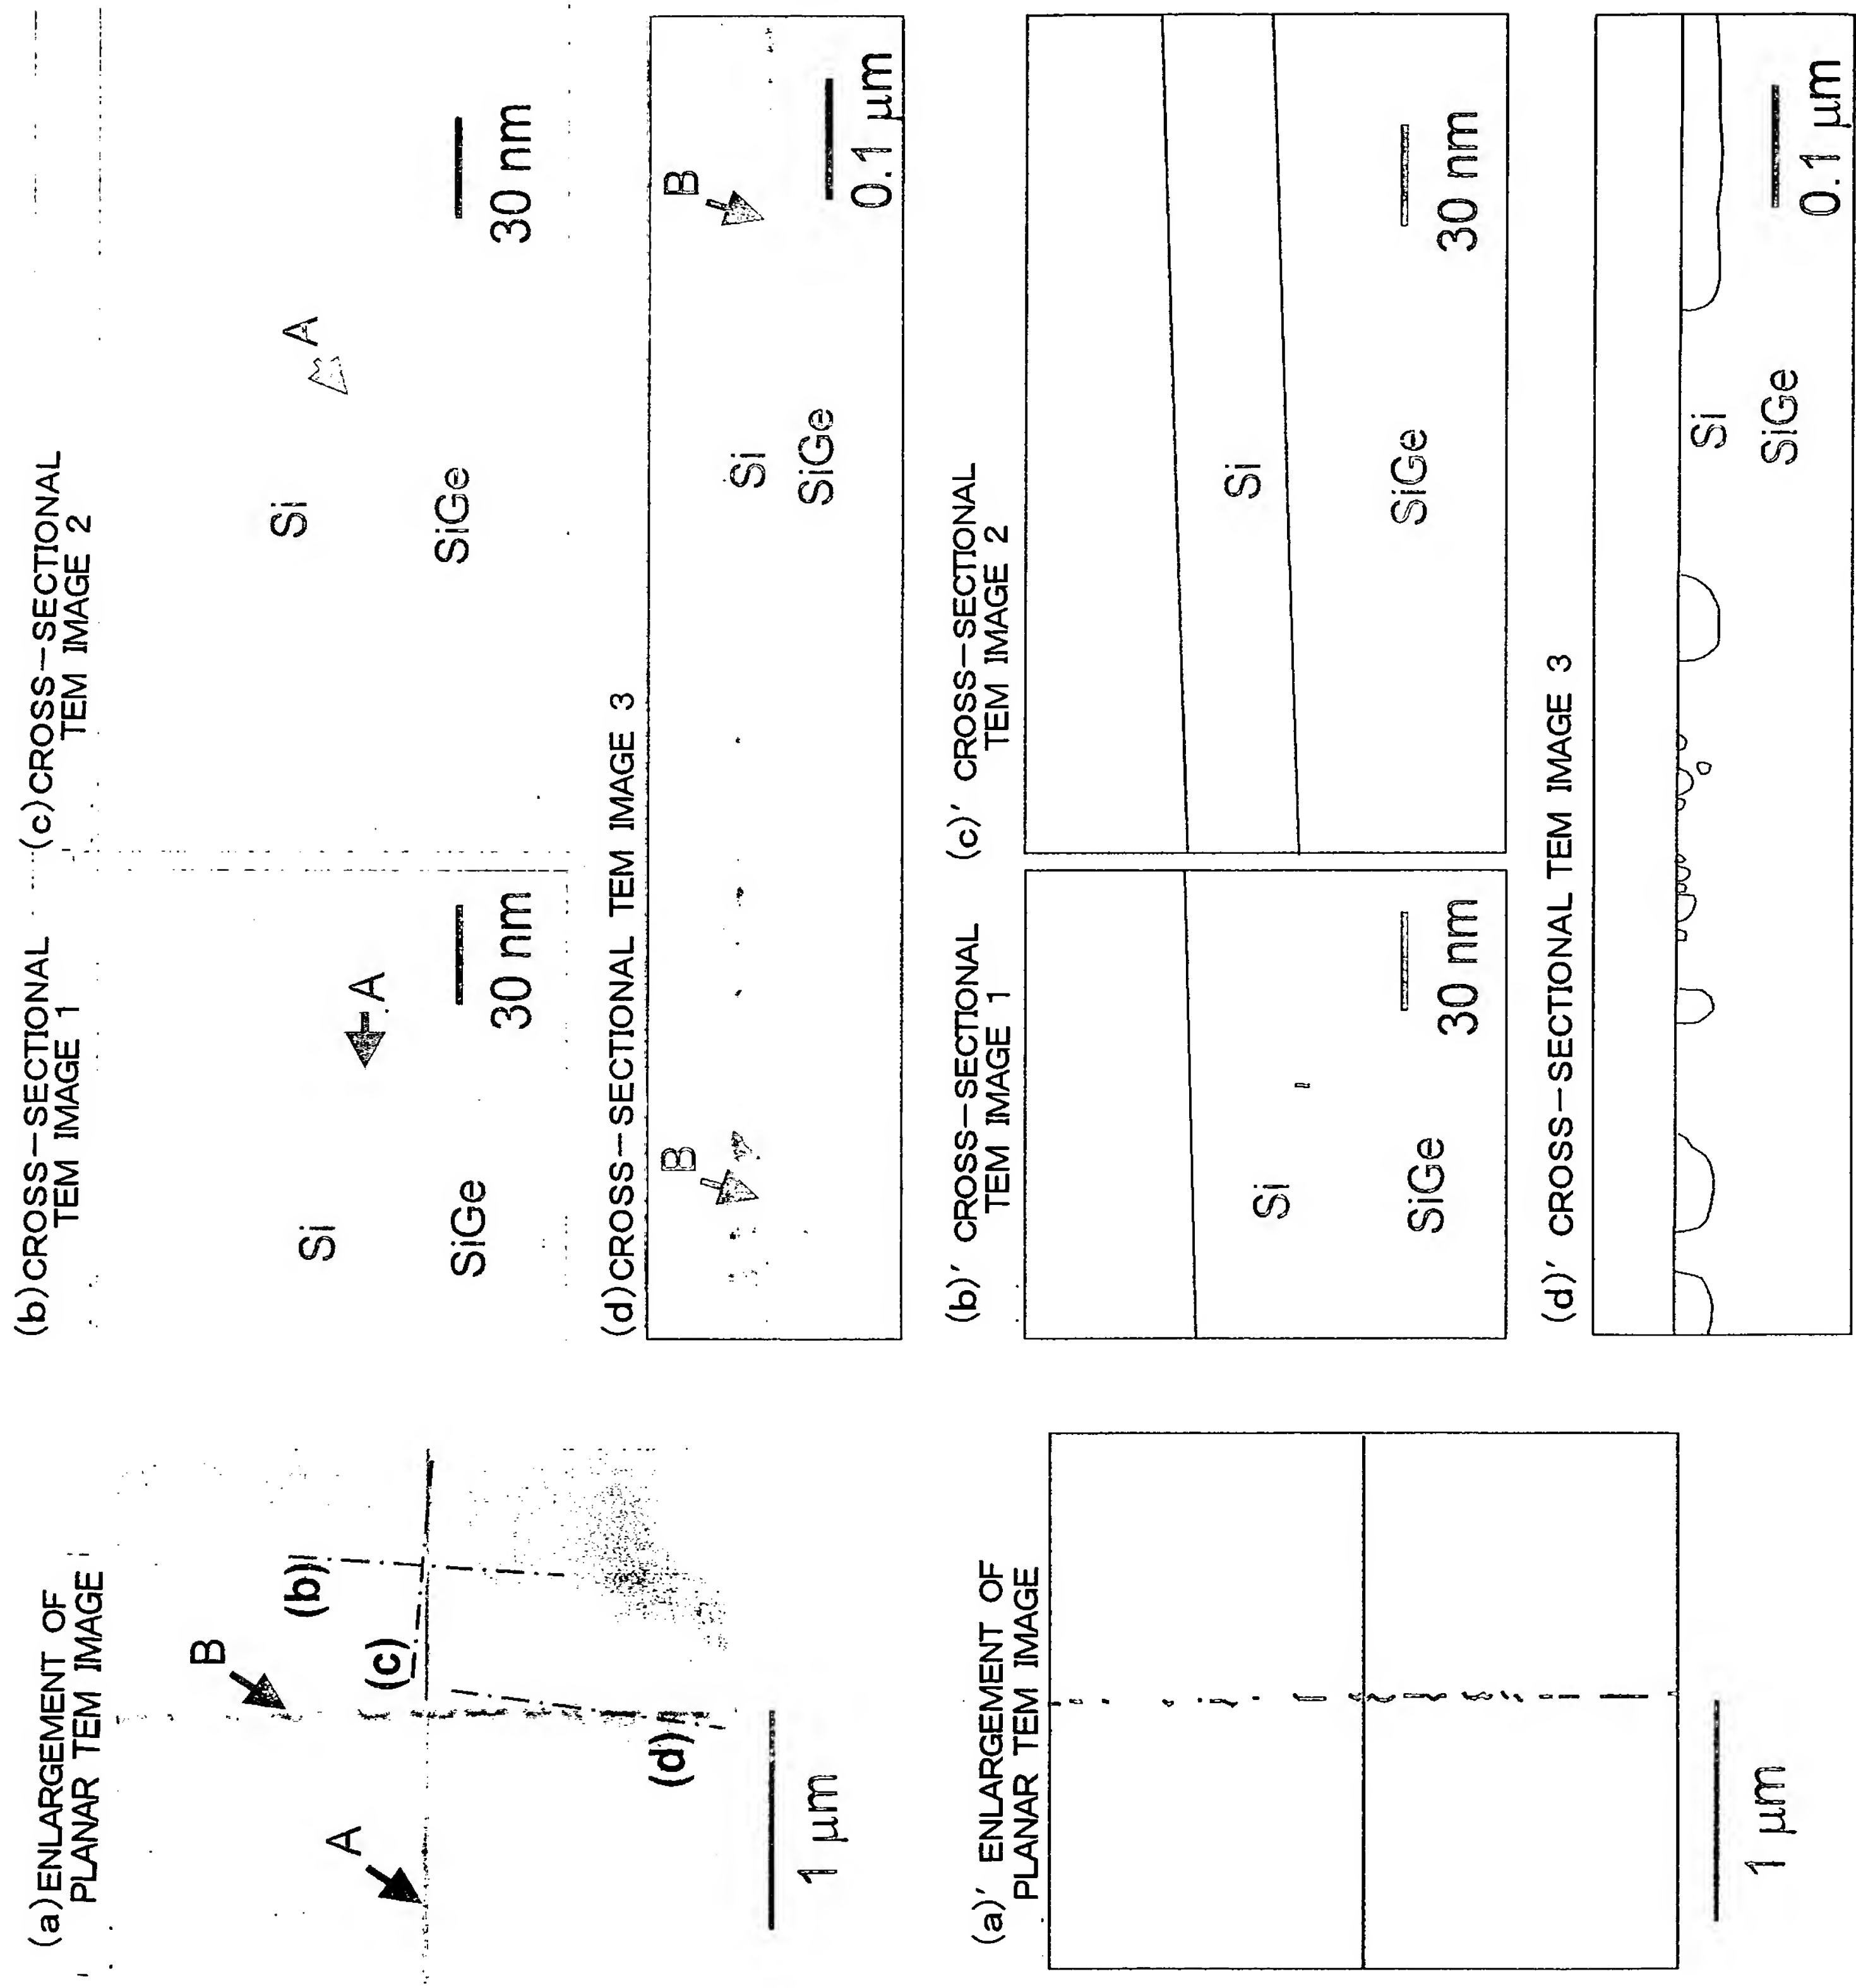 (a)ENLARGEMENT OF
PLANAR TEM IMAGE
A
B
(b)
(c)
(d)
1 μm
(b)CROSS-SECTIONAL
TEM IMAGE 1
Si
A
SiGe
30 nm
(c)CROSS-SECTIONAL
TEM IMAGE 2
Si
A
SiGe
30 nm
(d)CROSS-SECTIONAL TEM IMAGE 3
B
B
Si
SiGe
0.1 μm
(a)′ ENLARGEMENT OF
PLANAR TEM IMAGE
1 μm
(b)′ CROSS-SECTIONAL
TEM IMAGE 1
Si
SiGe
30 nm
(c)′ CROSS-SECTIONAL
TEM IMAGE 2
Si
SiGe
30 nm
(d)′ CROSS-SECTIONAL TEM IMAGE 3
Si
SiGe
0.1 μm